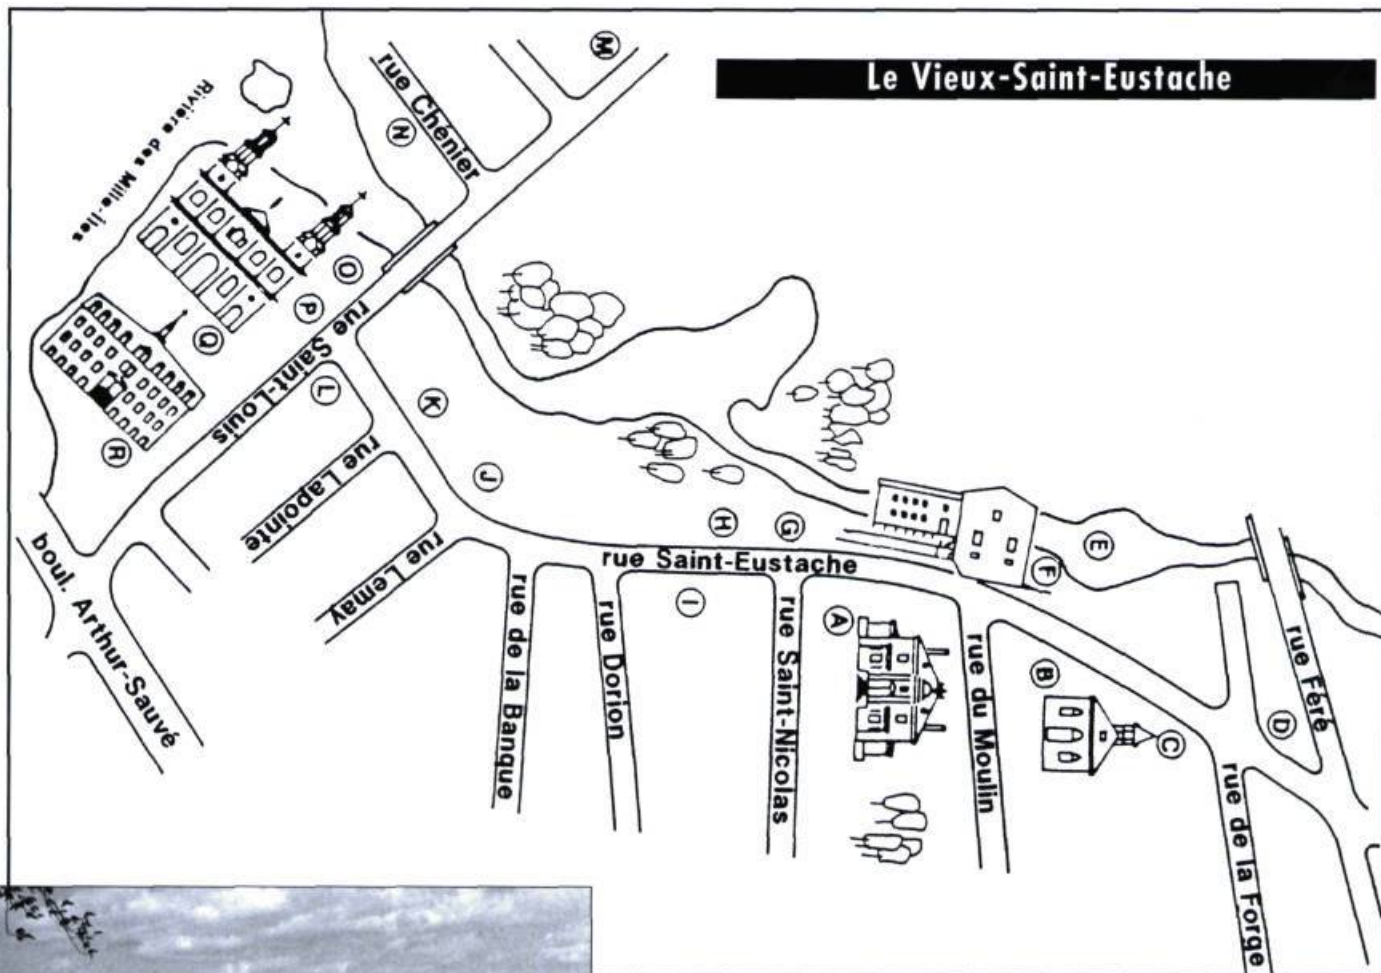 Le Vieux-Saint-Eustache
M
rue Chénier
N
Rivière des Mille-Îles
O
P
Q
R
rue Saint-Louis
L
K
J
rue Lapointe
rue Lemay
boul. Arthur-Sauvé
H
G
rue Saint-Eustache
I
rue de la Banque
rue Dorion
rue Saint-Nicolas
A
rue du Moulin
F
E
B
C
D
rue Féré
rue de la Forge